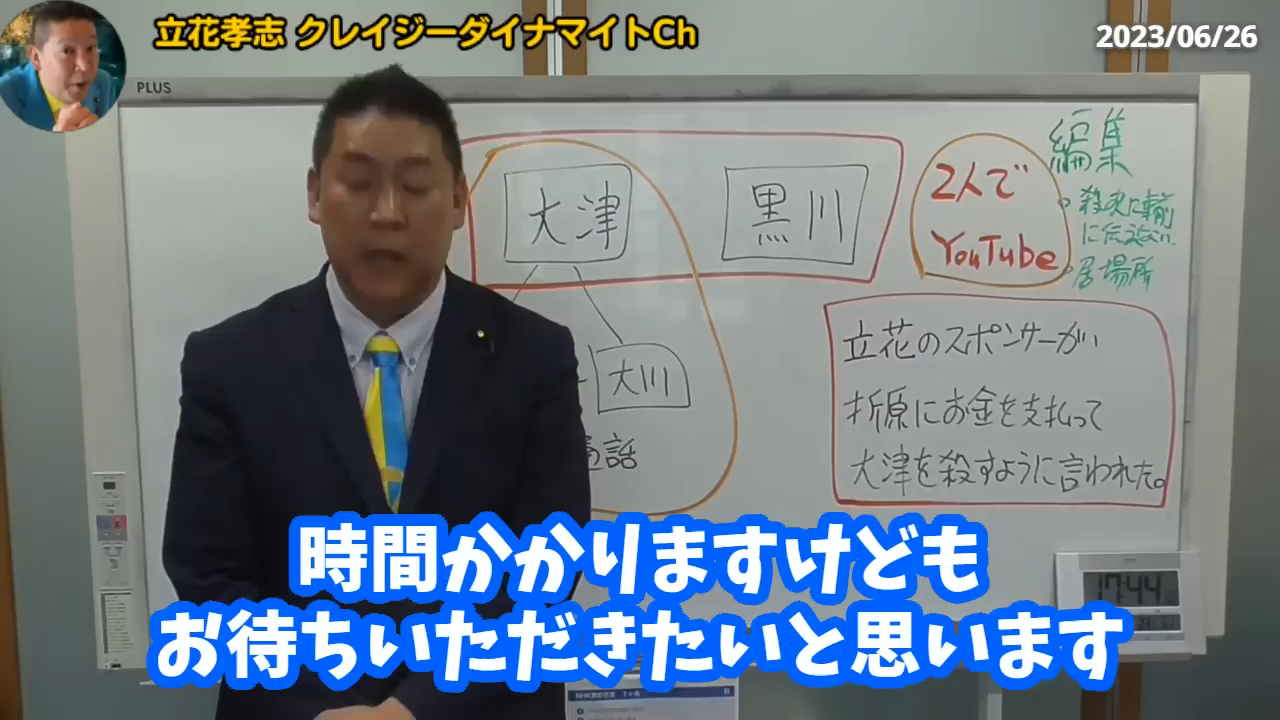 立花孝志 クレイジーダイナマイトCh
2023/06/26
PLUS
編集
大津
黒川
2人で
YouTube
居場所
大川
通話
立花のスポンサーが
折原にお金を支払って
大津を殺すように言われた。
17:44
時間かかりますけども
お待ちいただきたいと思います